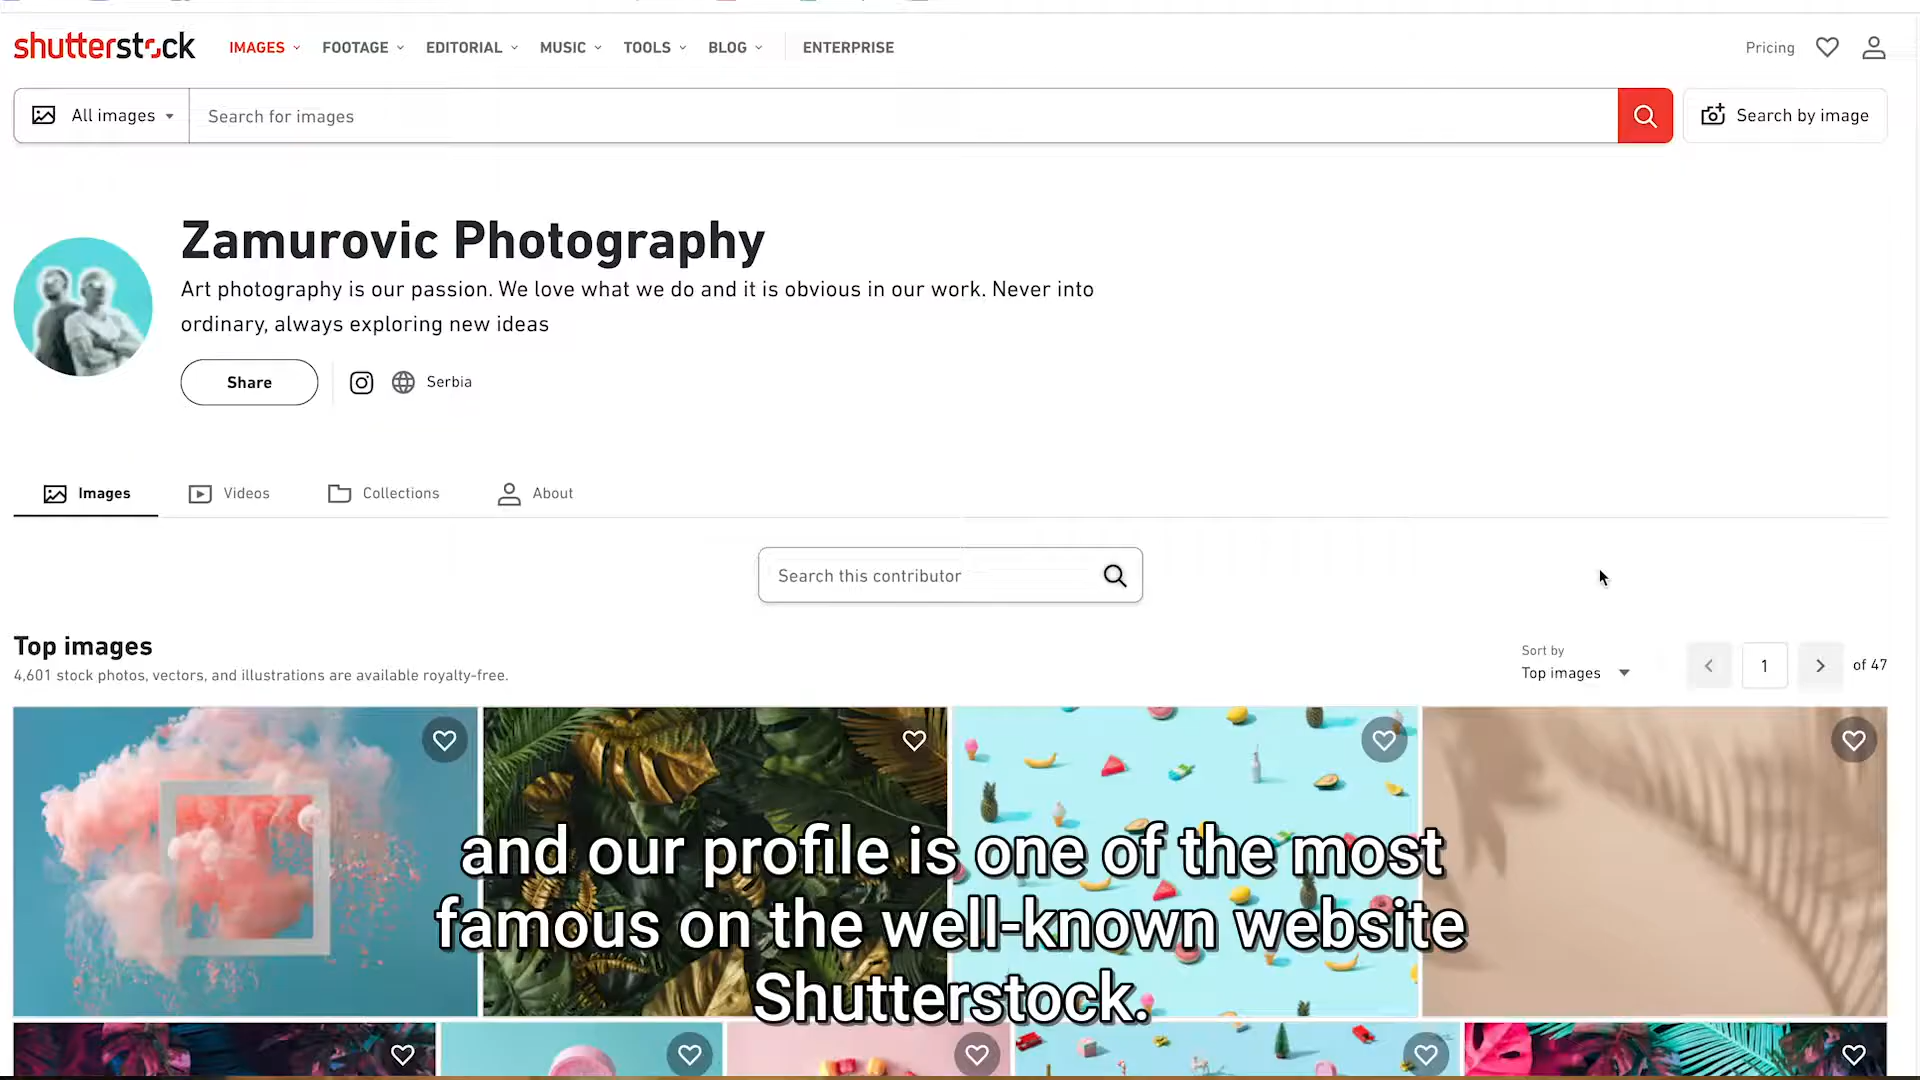 shutterstock IMAGES FOOTAGE EDITORIAL MUSIC TOOLS BLOG ENTERPRISE Pricing
All images Search for images Search by image
Zamurovic Photography
Art photography is our passion. We love what we do and it is obvious in our work. Never into
ordinary, always exploring new ideas
Share Serbia
Images Videos Collections About
Search this contributor
Top images
4,601 stock photos, vectors, and illustrations are available royalty-free.
Sort by
Top images 1 of 47
and our profile is one of the most
famous on the well-known website
Shutterstock.